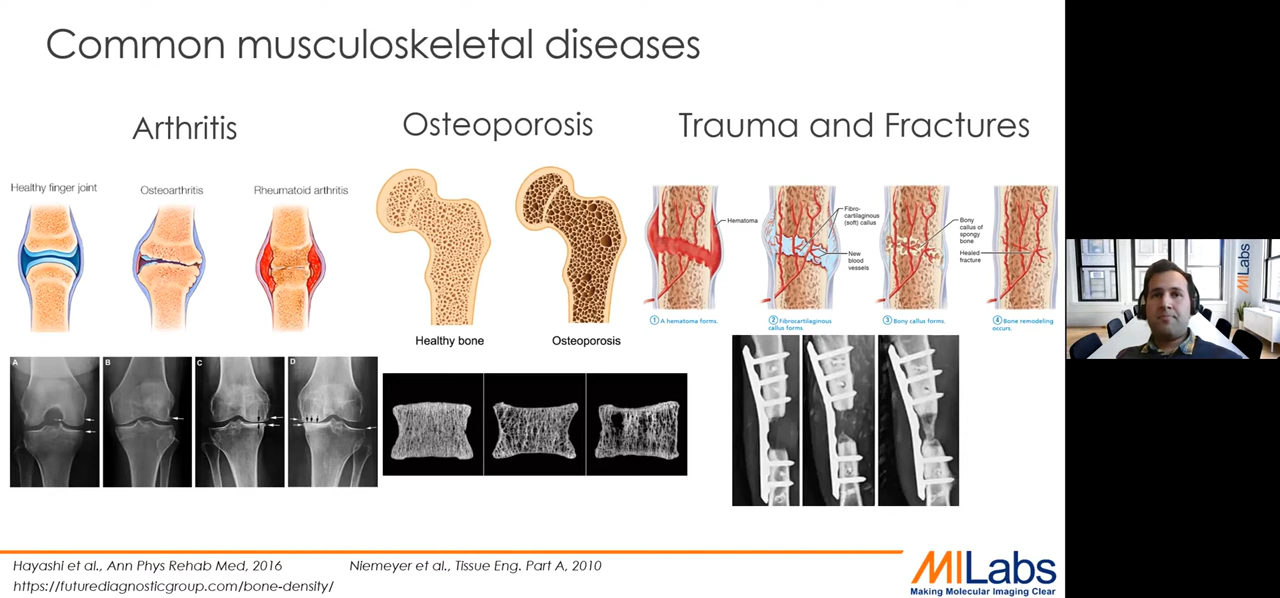 Common musculoskeletal diseases
Arthritis
Osteoporosis
Trauma and Fractures
Healthy finger joint
Osteoarthritis
Rheumatoid arthritis
Healthy bone
Osteoporosis
Hematoma
Fibro-
cartilaginous
(soft) callus
New
blood
vessels
Bony
callus of
spongy
bone
Healed
fracture
1 A hematoma forms.
2 Fibrocartilaginous
callus forms.
3 Bony callus forms.
4 Bone remodeling
occurs.
A
B
C
D
Hayashi et al., Ann Phys Rehab Med, 2016
Niemeyer et al., Tissue Eng. Part A, 2010
https://futurediagnosticgroup.com/bone-density/
MILabs
Making Molecular Imaging Clear
MILabs